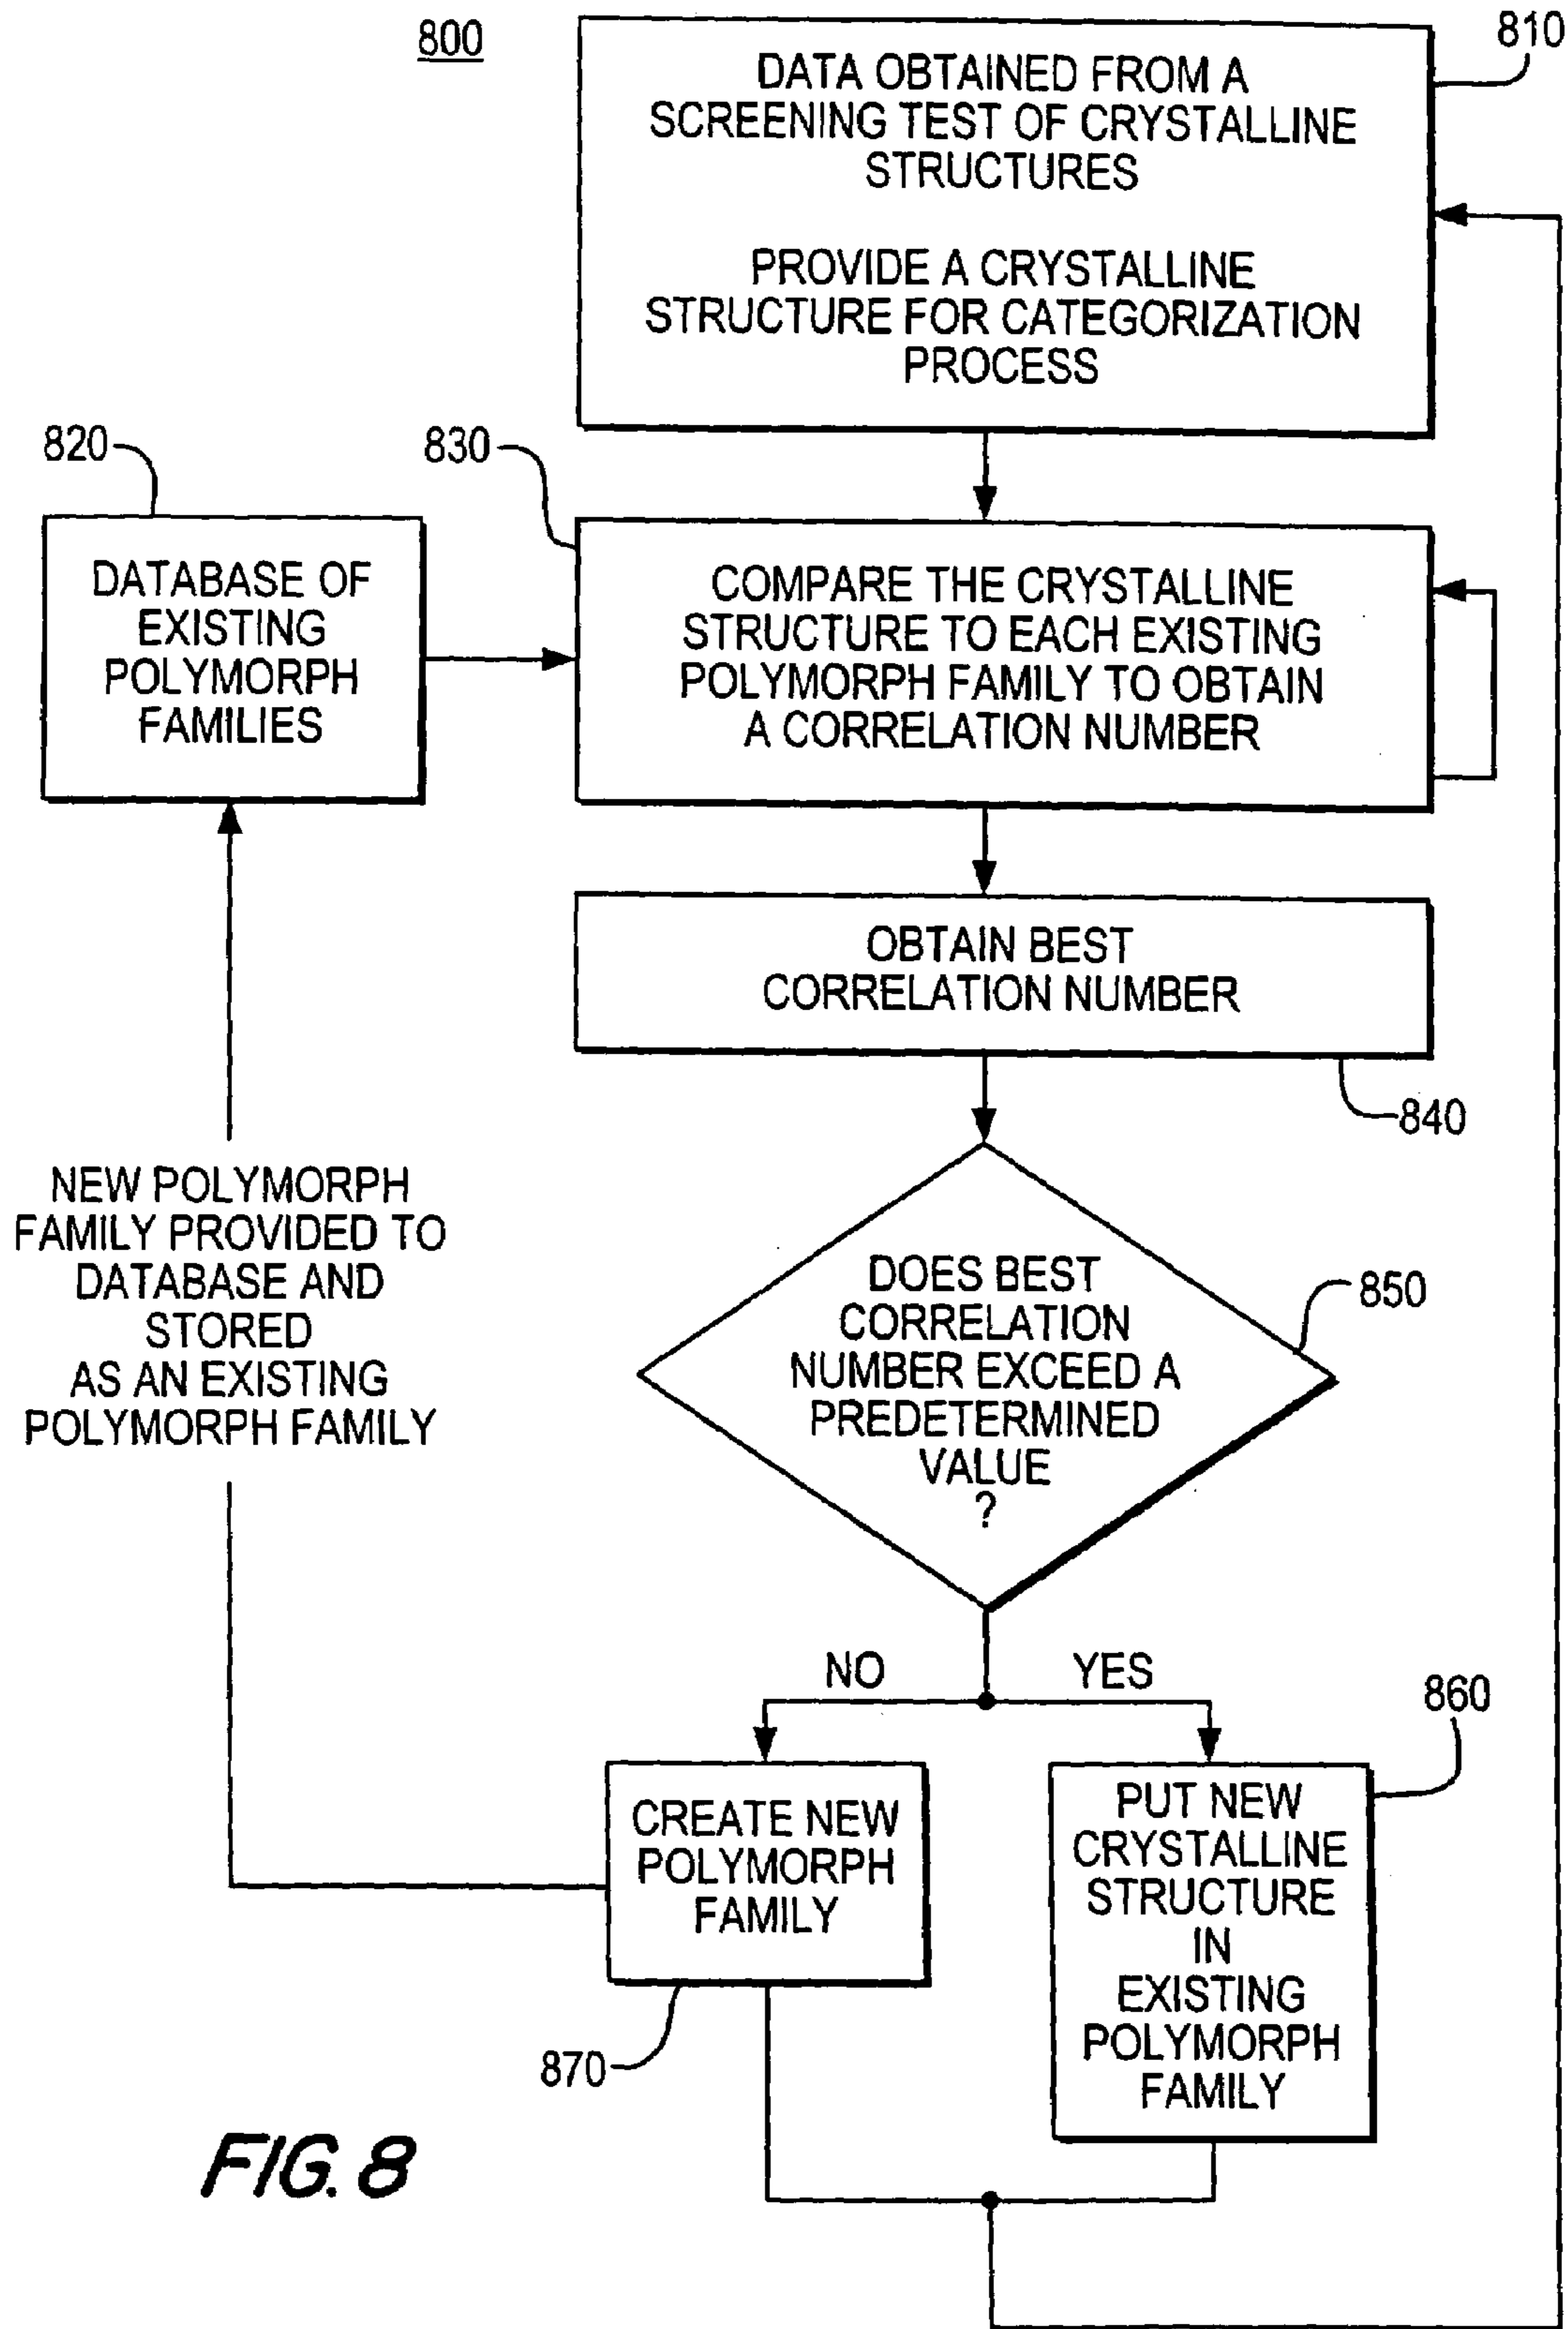 800
810
DATA OBTAINED FROM A
SCREENING TEST OF CRYSTALLINE
STRUCTURES
PROVIDE A CRYSTALLINE
STRUCTURE FOR CATEGORIZATION
PROCESS
820
830
DATABASE OF
EXISTING
POLYMORPH
FAMILIES
COMPARE THE CRYSTALLINE
STRUCTURE TO EACH EXISTING
POLYMORPH FAMILY TO OBTAIN
A CORRELATION NUMBER
OBTAIN BEST
CORRELATION NUMBER
840
NEW POLYMORPH
FAMILY PROVIDED TO
DATABASE AND
STORED
AS AN EXISTING
POLYMORPH FAMILY
DOES BEST
CORRELATION
NUMBER EXCEED A
PREDETERMINED
VALUE
?
850
NO
YES
860
CREATE NEW
POLYMORPH
FAMILY
870
PUT NEW
CRYSTALLINE
STRUCTURE
IN
EXISTING
POLYMORPH
FAMILY
FIG. 8